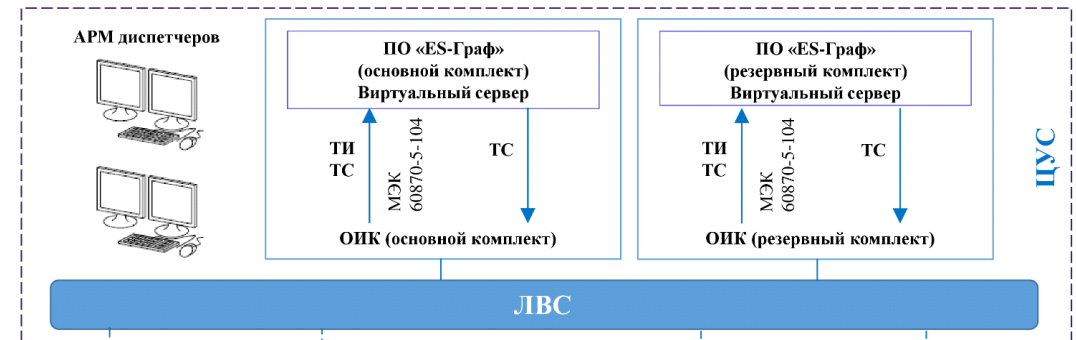 АРМ диспетчеров
ПО «ES-Граф»
(основной комплект)
Виртуальный сервер
ТИ
ТС
МЭК
60870-5-104
ТС
ОИК (основной комплект)
ПО «ES-Граф»
(резервный комплект)
Виртуальный сервер
ТИ
ТС
МЭК
60870-5-104
ТС
ОИК (резервный комплект)
ЦУС
ЛВС